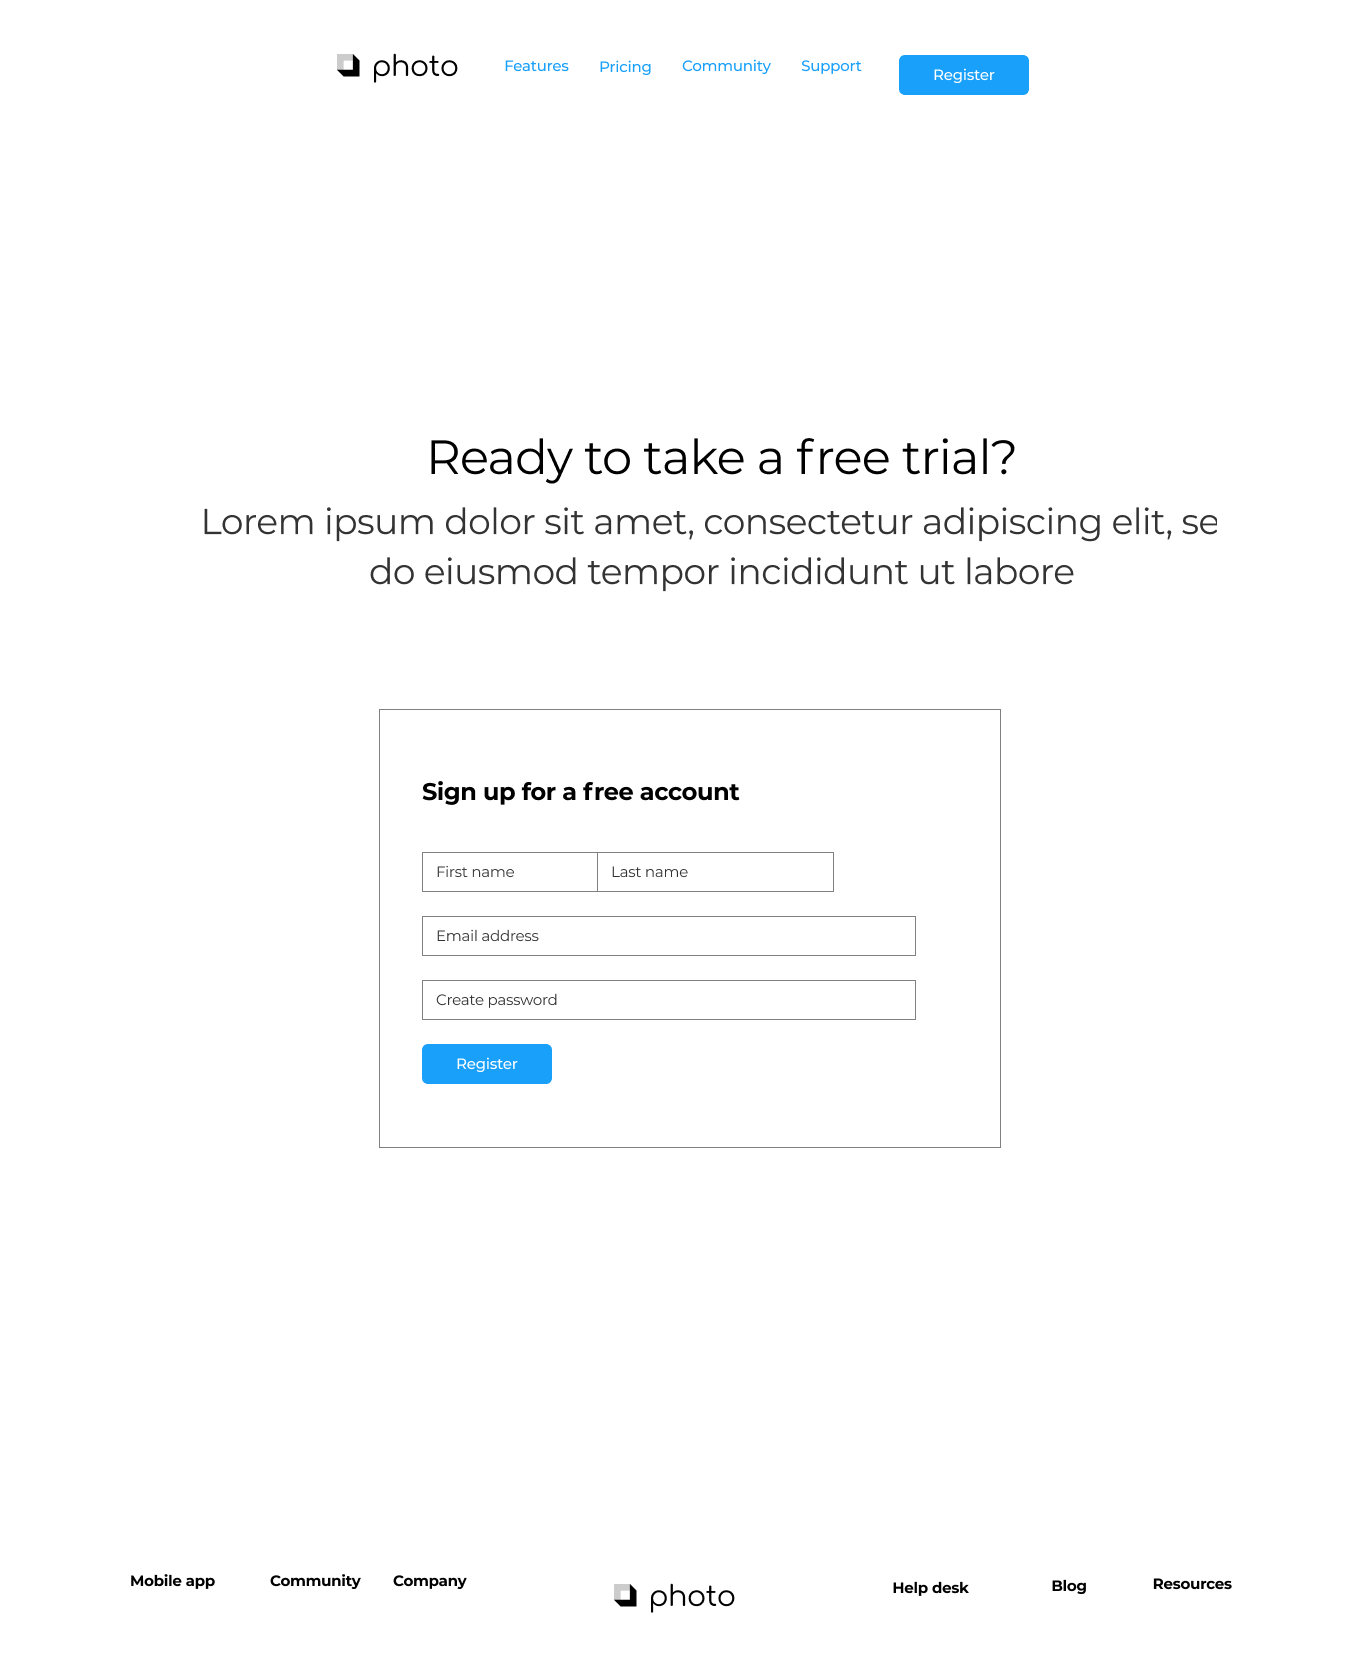 photo
Features
Pricing
Community
Support
Register
Ready to take a free trial?
Lorem ipsum dolor sit amet, consectetur adipiscing elit, se
do eiusmod tempor incididunt ut labore
Sign up for a free account
First name
Last name
Email address
Create password
Register
Mobile app
Community
Company
photo
Help desk
Blog
Resources